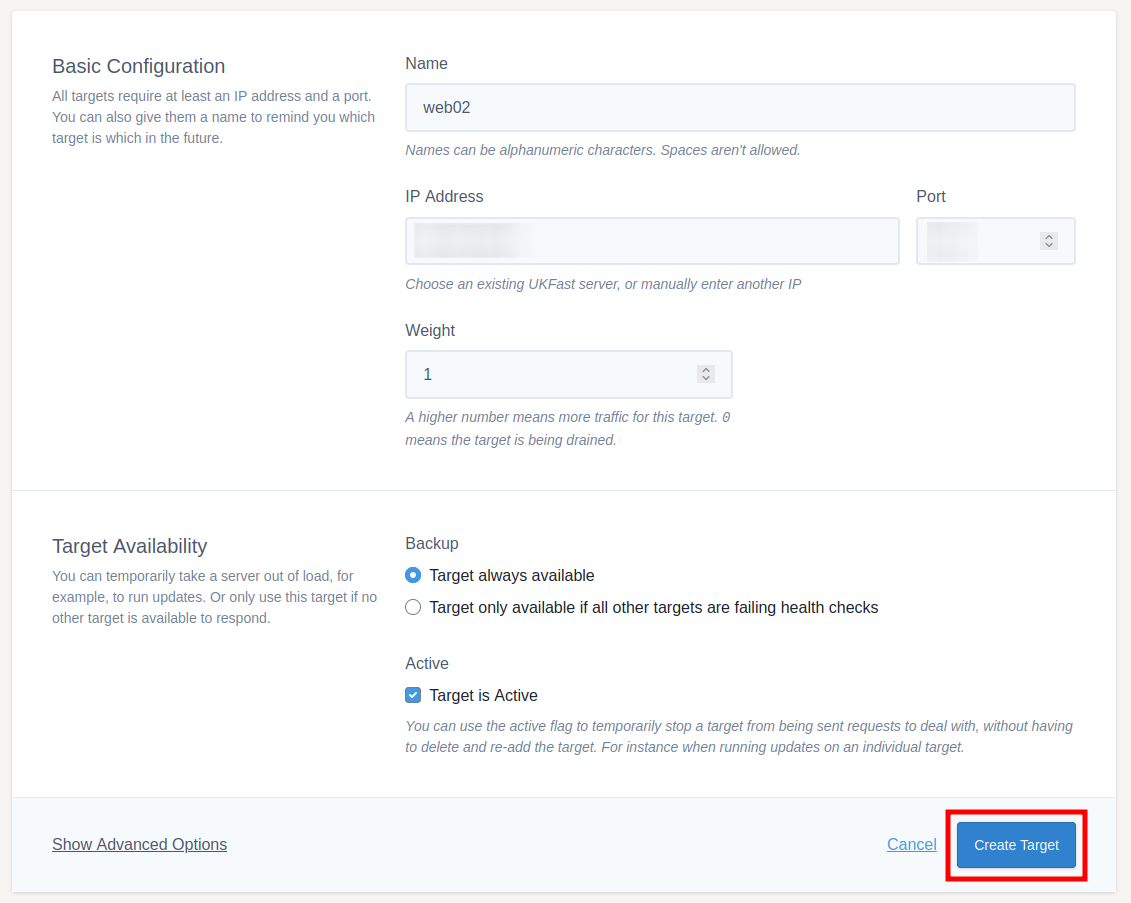 Basic Configuration
All targets require at least an IP address and a port.
You can also give them a name to remind you which
target is which in the future.
Name
web02
Names can be alphanumeric characters. Spaces aren't allowed.
IP Address
Port
Choose an existing UKFast server, or manually enter another IP
Weight
1
A higher number means more traffic for this target. 0
means the target is being drained.
Target Availability
You can temporarily take a server out of load, for
example, to run updates. Or only use this target if no
other target is available to respond.
Backup
Target always available
Target only available if all other targets are failing health checks
Active
Target is Active
You can use the active flag to temporarily stop a target from being sent requests to deal with, without having
to delete and re-add the target. For instance when running updates on an individual target.
Show Advanced Options
Cancel
Create Target